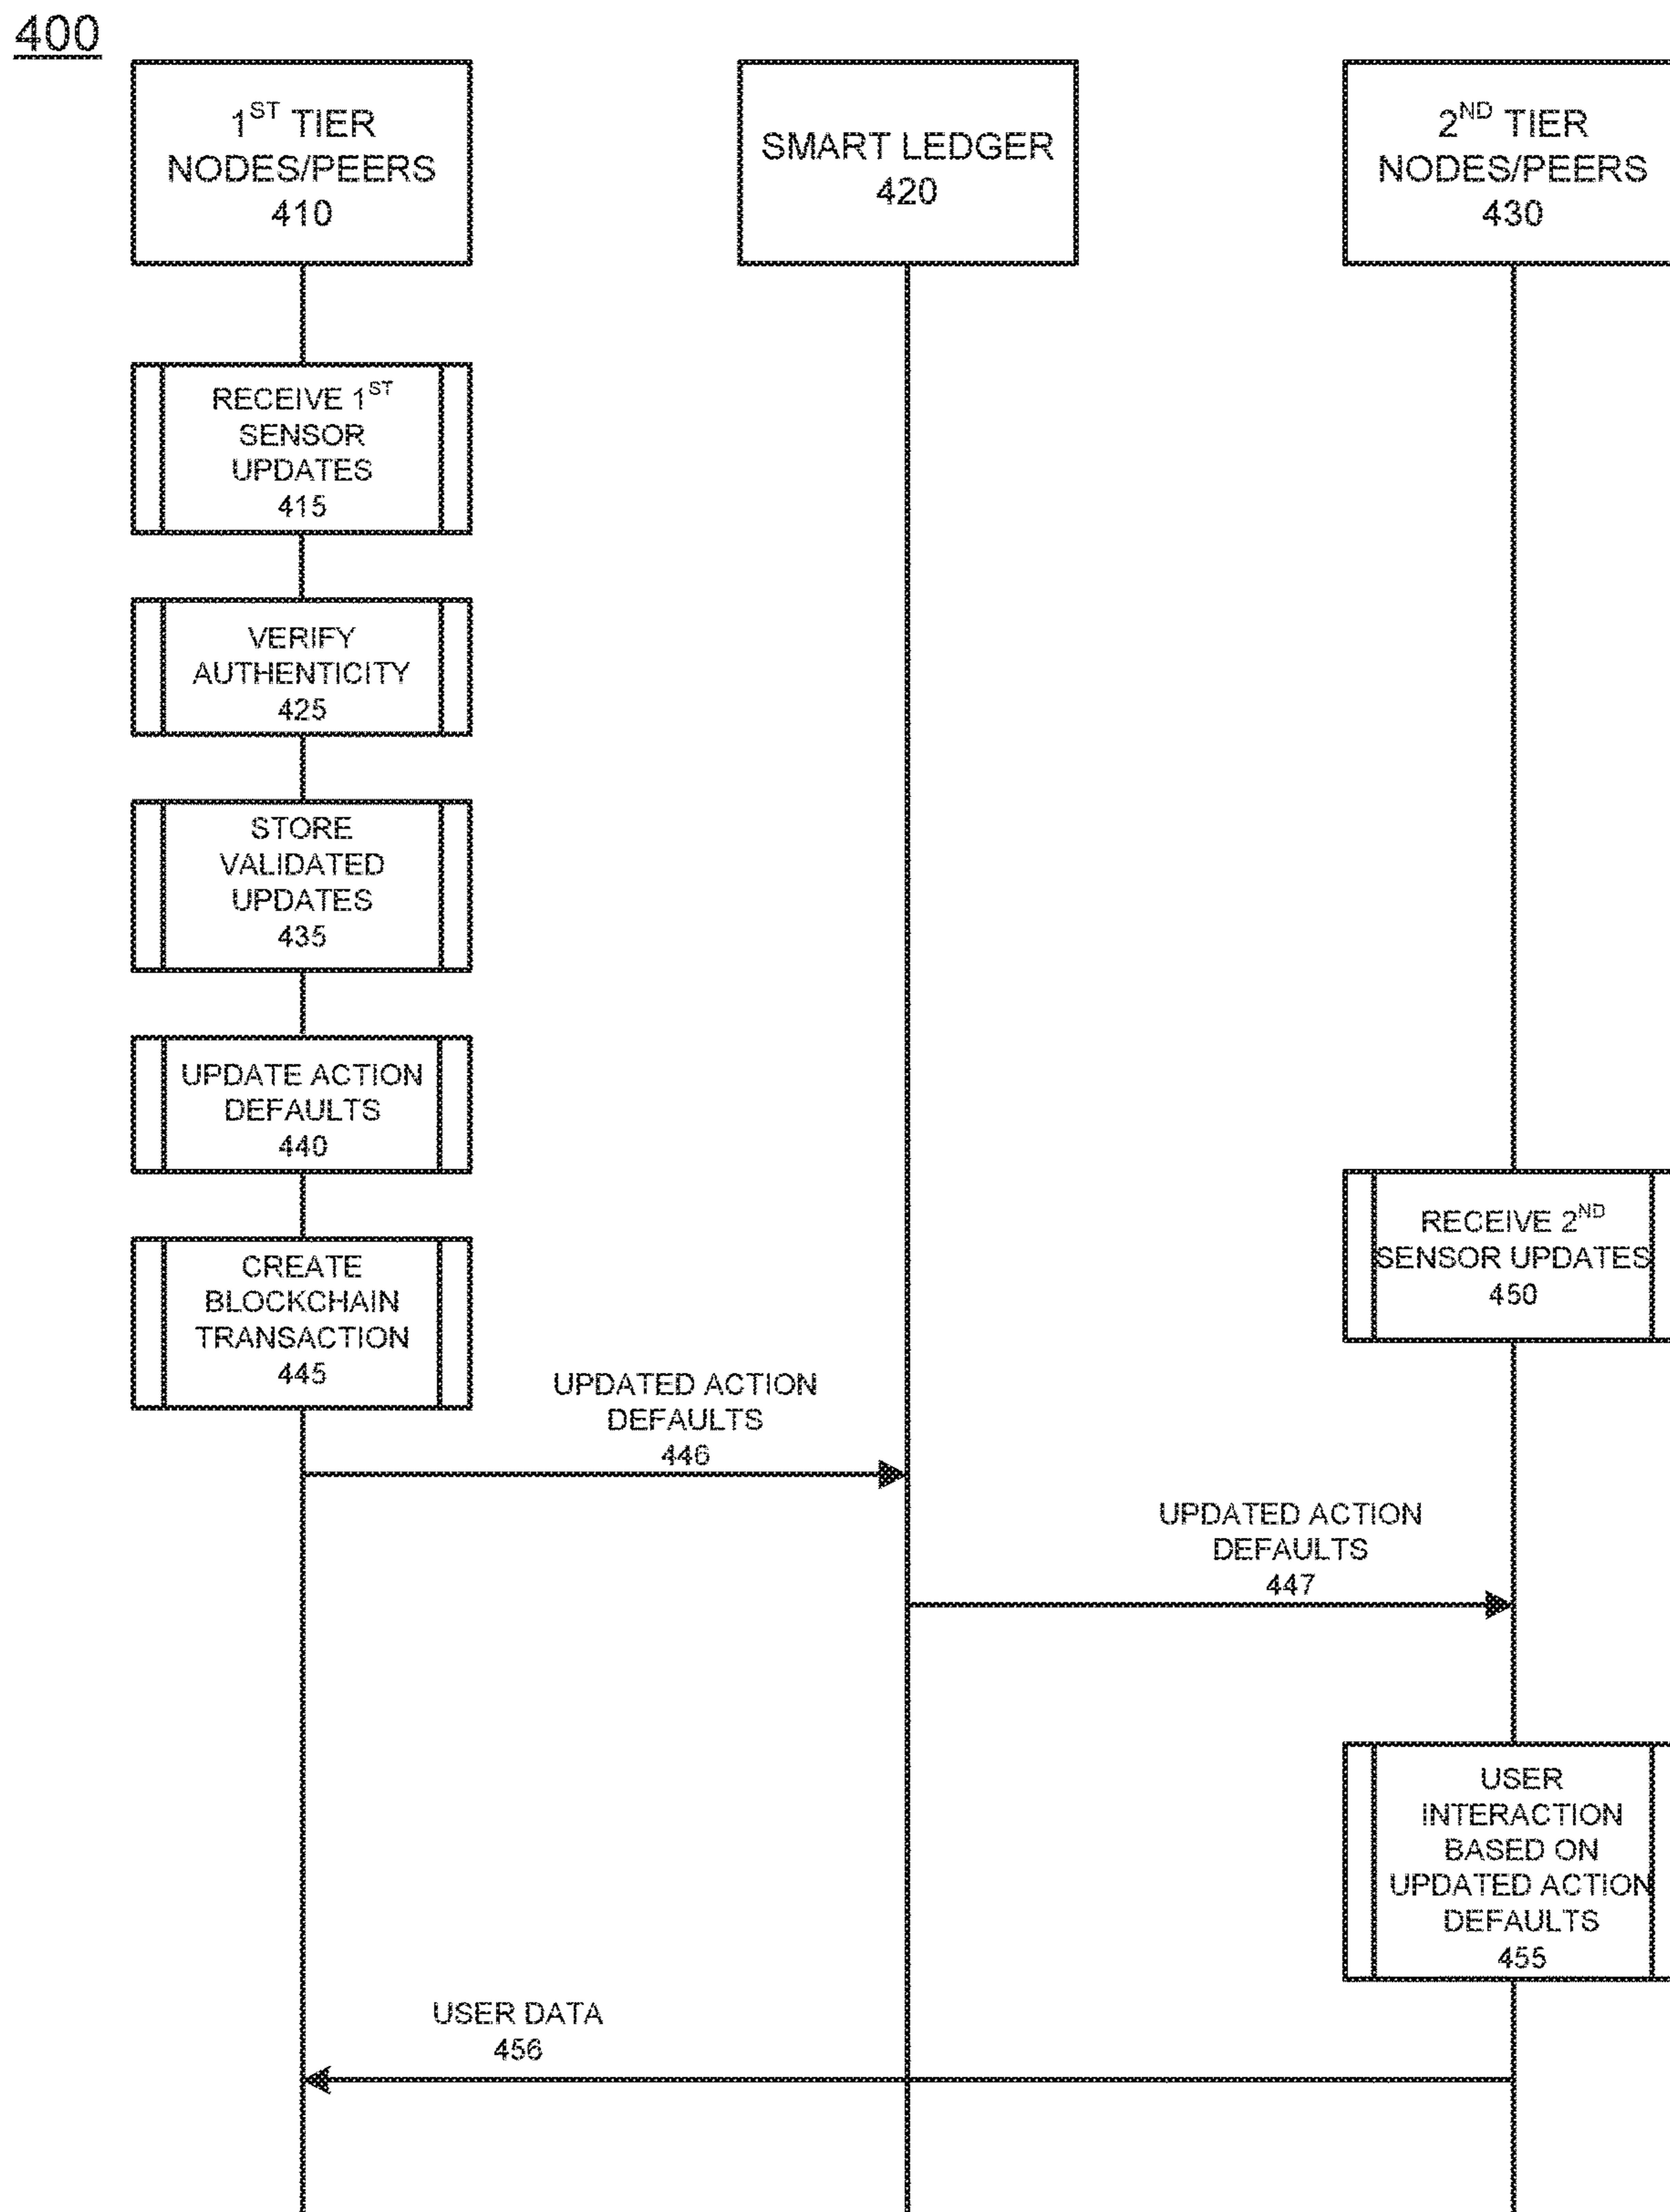 400
1ST TIER
NODES/PEERS
410
SMART LEDGER
420
2ND TIER
NODES/PEERS
430
RECEIVE 1ST
SENSOR
UPDATES
415
VERIFY
AUTHENTICITY
425
STORE
VALIDATED
UPDATES
435
UPDATE ACTION
DEFAULTS
440
CREATE
BLOCKCHAIN
TRANSACTION
445
RECEIVE 2ND
SENSOR UPDATES
450
UPDATED ACTION
DEFAULTS
446
UPDATED ACTION
DEFAULTS
447
USER
INTERACTION
BASED ON
UPDATED ACTION
DEFAULTS
455
USER DATA
456